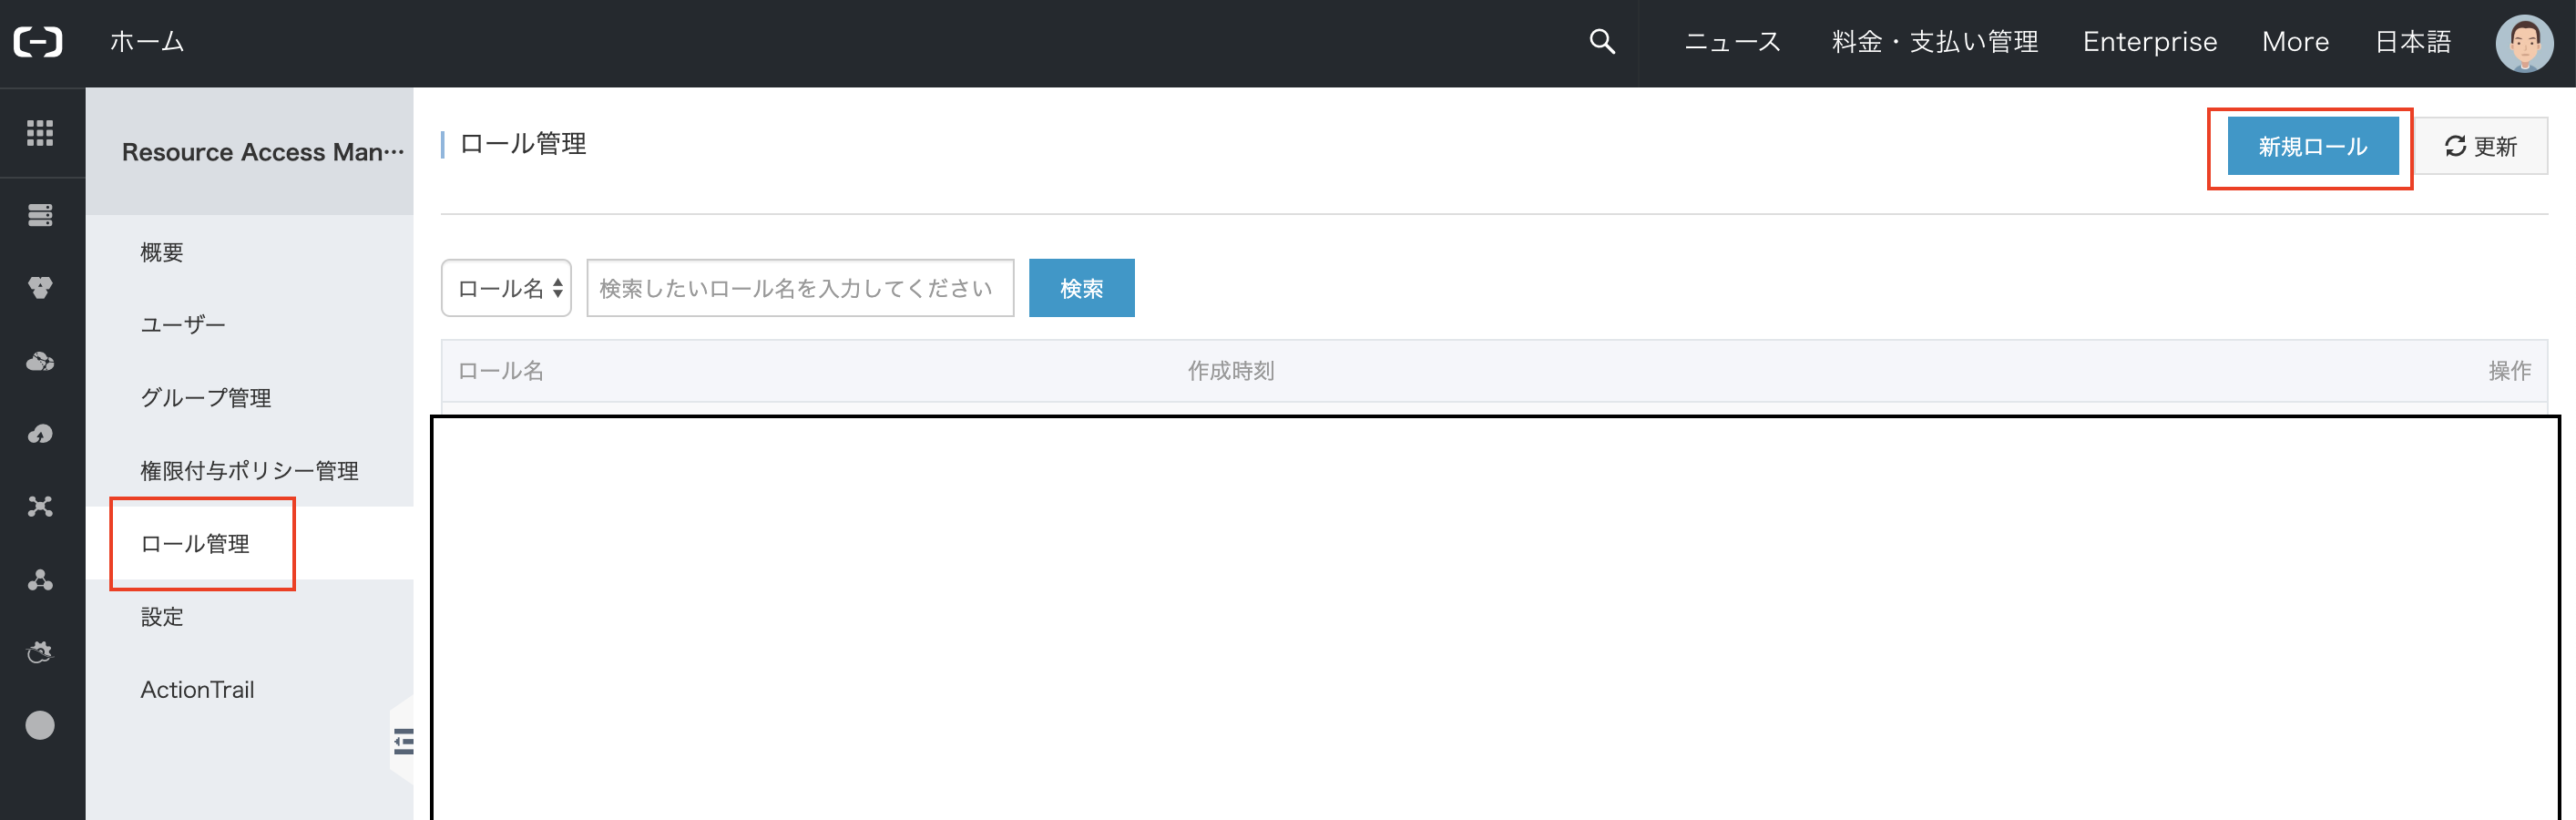 ホーム
ニュース 料金・支払い管理 Enterprise More 日本語
Resource Access Man…
概要
ユーザー
グループ管理
権限付与ポリシー管理
ロール管理
設定
ActionTrail
ロール管理
新規ロール 更新
ロール名 検索したいロール名を入力してください 検索
ロール名 作成時刻 操作